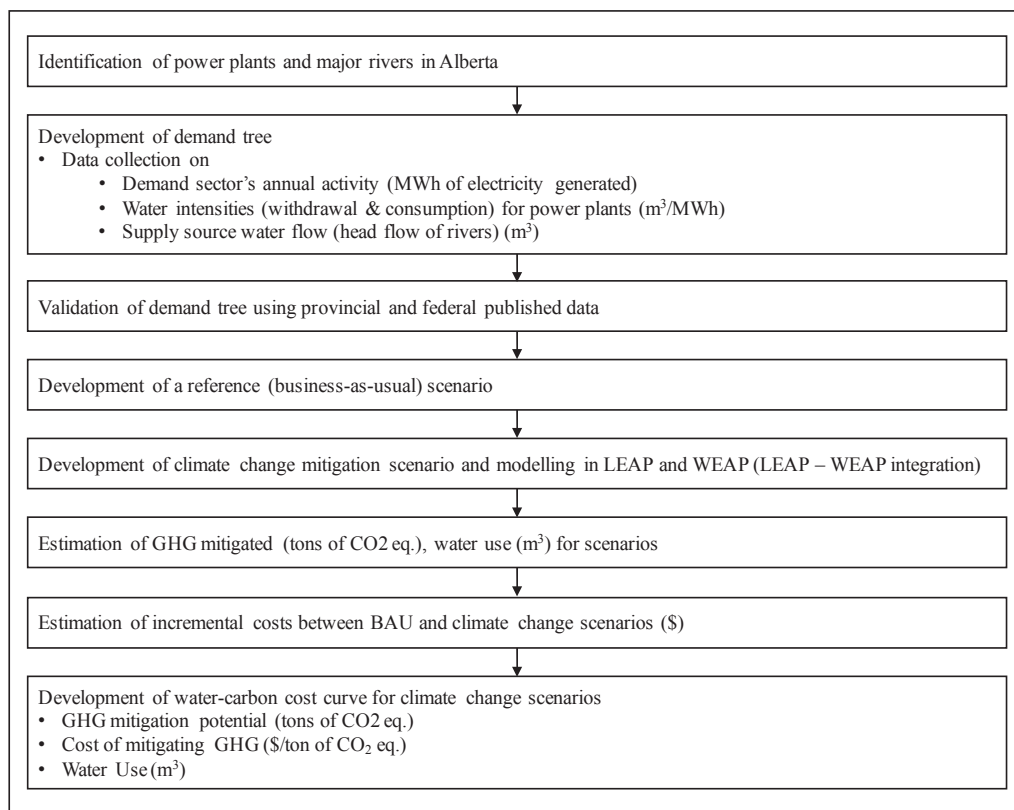 Identification of power plants and major rivers in Alberta
Development of demand tree
• Data collection on
• Demand sector's annual activity (MWh of electricity generated)
• Water intensities (withdrawal & consumption) for power plants (m³/MWh)
• Supply source water flow (head flow of rivers) (m³)
Validation of demand tree using provincial and federal published data
Development of a reference (business-as-usual) scenario
Development of climate change mitigation scenario and modelling in LEAP and WEAP (LEAP – WEAP integration)
Estimation of GHG mitigated (tons of CO2 eq.), water use (m³) for scenarios
Estimation of incremental costs between BAU and climate change scenarios ($)
Development of water-carbon cost curve for climate change scenarios
• GHG mitigation potential (tons of CO2 eq.)
• Cost of mitigating GHG ($/ton of CO₂ eq.)
• Water Use (m³)